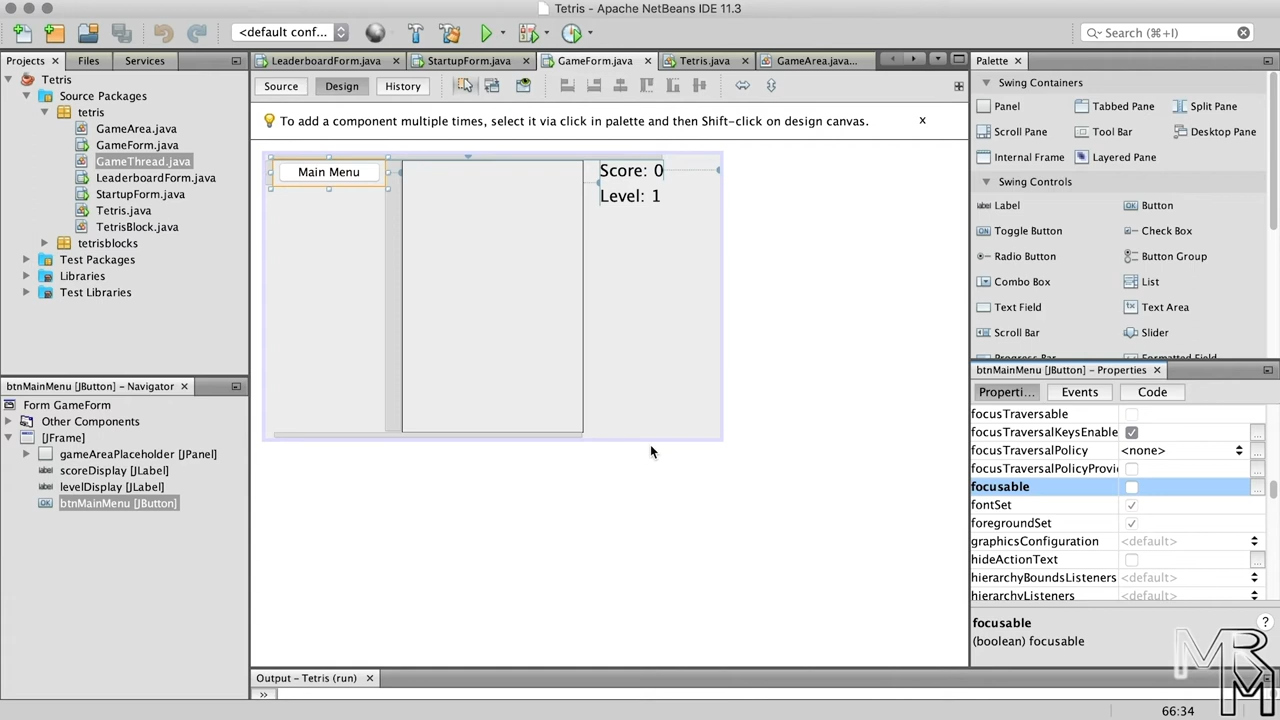 Tetris - Apache NetBeans IDE 11.3
<default conf...
Search (⌘+I)
Projects
Files
Services
Tetris
Source Packages
tetris
GameArea.java
GameForm.java
GameThread.java
LeaderboardForm.java
StartupForm.java
Tetris.java
TetrisBlock.java
tetrisblocks
Test Packages
Libraries
Test Libraries
btnMainMenu [JButton] – Navigator
Form GameForm
Other Components
[JFrame]
gameAreaPlaceholder [JPanel]
scoreDisplay [JLabel]
levelDisplay [JLabel]
btnMainMenu [JButton]
LeaderboardForm.java
StartupForm.java
GameForm.java
Tetris.java
GameArea.java...
Source
Design
History
To add a component multiple times, select it via click in palette and then Shift-click on design canvas.
x
Main Menu
Score: 0
Level: 1
Output – Tetris (run)
Palette
Swing Containers
Panel
Tabbed Pane
Split Pane
Scroll Pane
Tool Bar
Desktop Pane
Internal Frame
Layered Pane
Swing Controls
Label
Button
Toggle Button
Check Box
Radio Button
Button Group
Combo Box
List
Text Field
Text Area
Scroll Bar
Slider
Progress Bar
Formatted Field
btnMainMenu [JButton] – Properties
Properti...
Events
Code
focusTraversable
focusTraversalKeysEnable
focusTraversalPolicy <none>
focusTraversalPolicyProvi
focusable
fontSet
foregroundSet
graphicsConfiguration <default>
hideActionText
hierarchyBoundsListeners <default>
hierarchyListeners <default>
focusable
(boolean) focusable
66:34